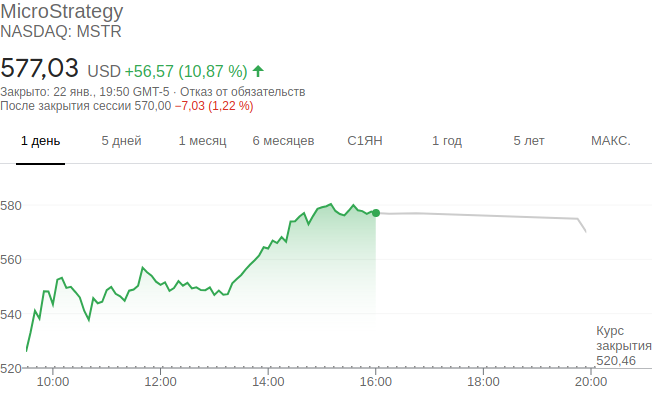 MicroStrategy
NASDAQ: MSTR
577,03 USD +56,57 (10,87 %) ↑
Закрыто: 22 янв., 19:50 GMT-5 · Отказ от обязательств
После закрытия сессии 570,00 −7,03 (1,22 %)
1 день 5 дней 1 месяц 6 месяцев С1ЯН 1 год 5 лет МАКС.
580
560
540
Курс
закрытия
520,46
520
10:00 12:00 14:00 16:00 18:00 20:00